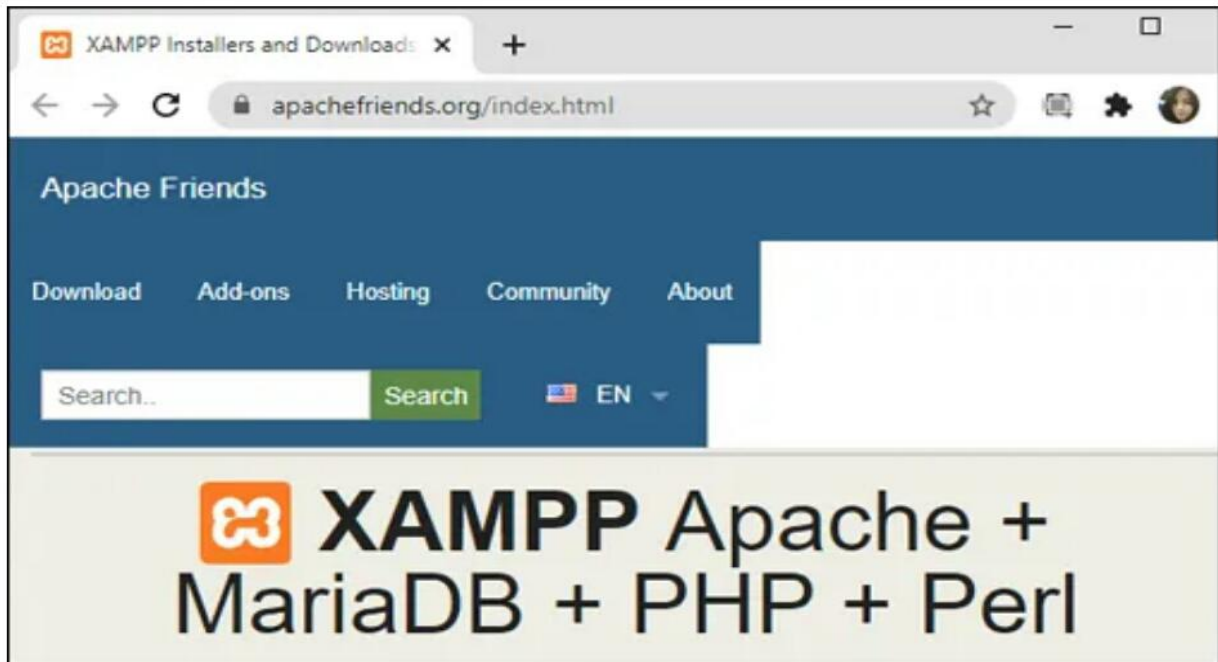 XAMPP Installers and Downloads
apachefriends.org/index.html
Apache Friends
Download Add-ons Hosting Community About
Search.. Search EN
XAMPP Apache +
MariaDB + PHP + Perl